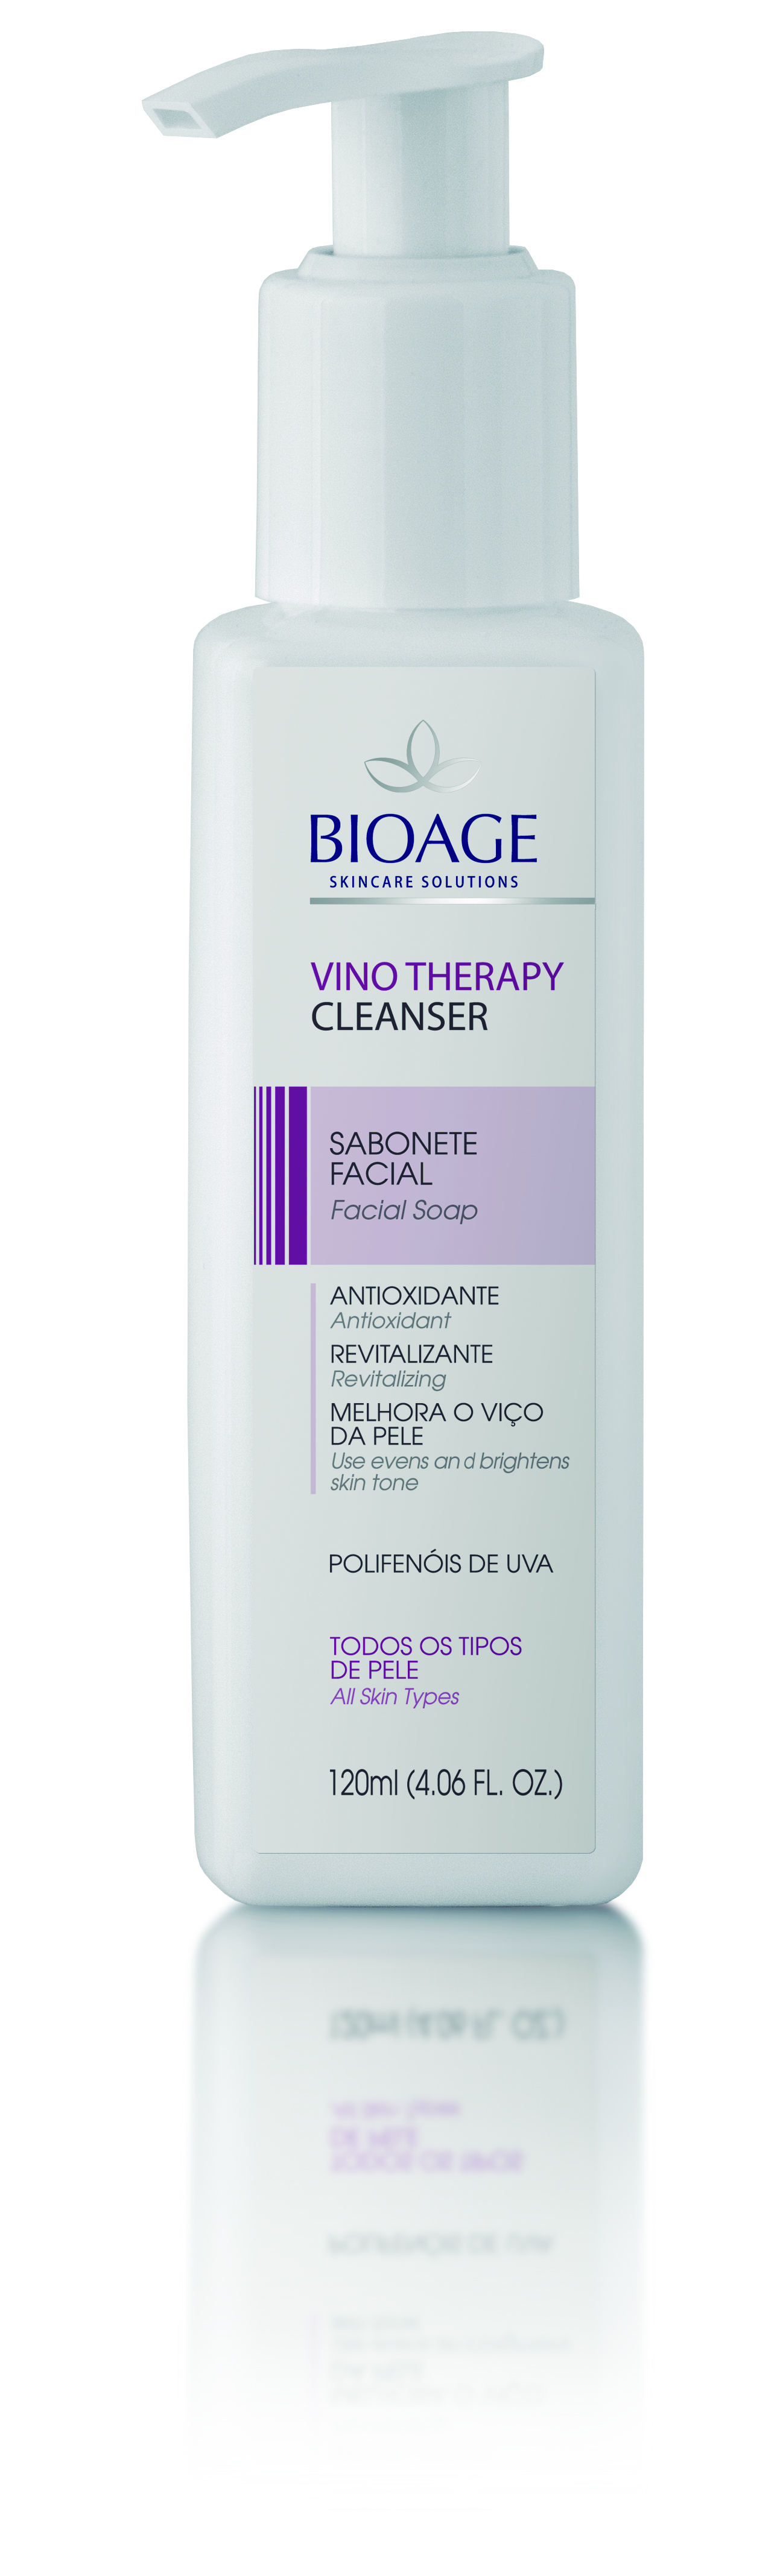 BIOAGE
SKINCARE SOLUTIONS
VINO THERAPY
CLEANSER
SABONETE
FACIAL
Facial Soap
ANTIOXIDANTE
Antioxidant
REVITALIZANTE
Revitalizing
MELHORA O VIÇO
DA PELE
Use evens and brightens
skin tone
POLIFENÓIS DE UVA
TODOS OS TIPOS
DE PELE
All Skin Types
120ml (4.06 FL. OZ.)